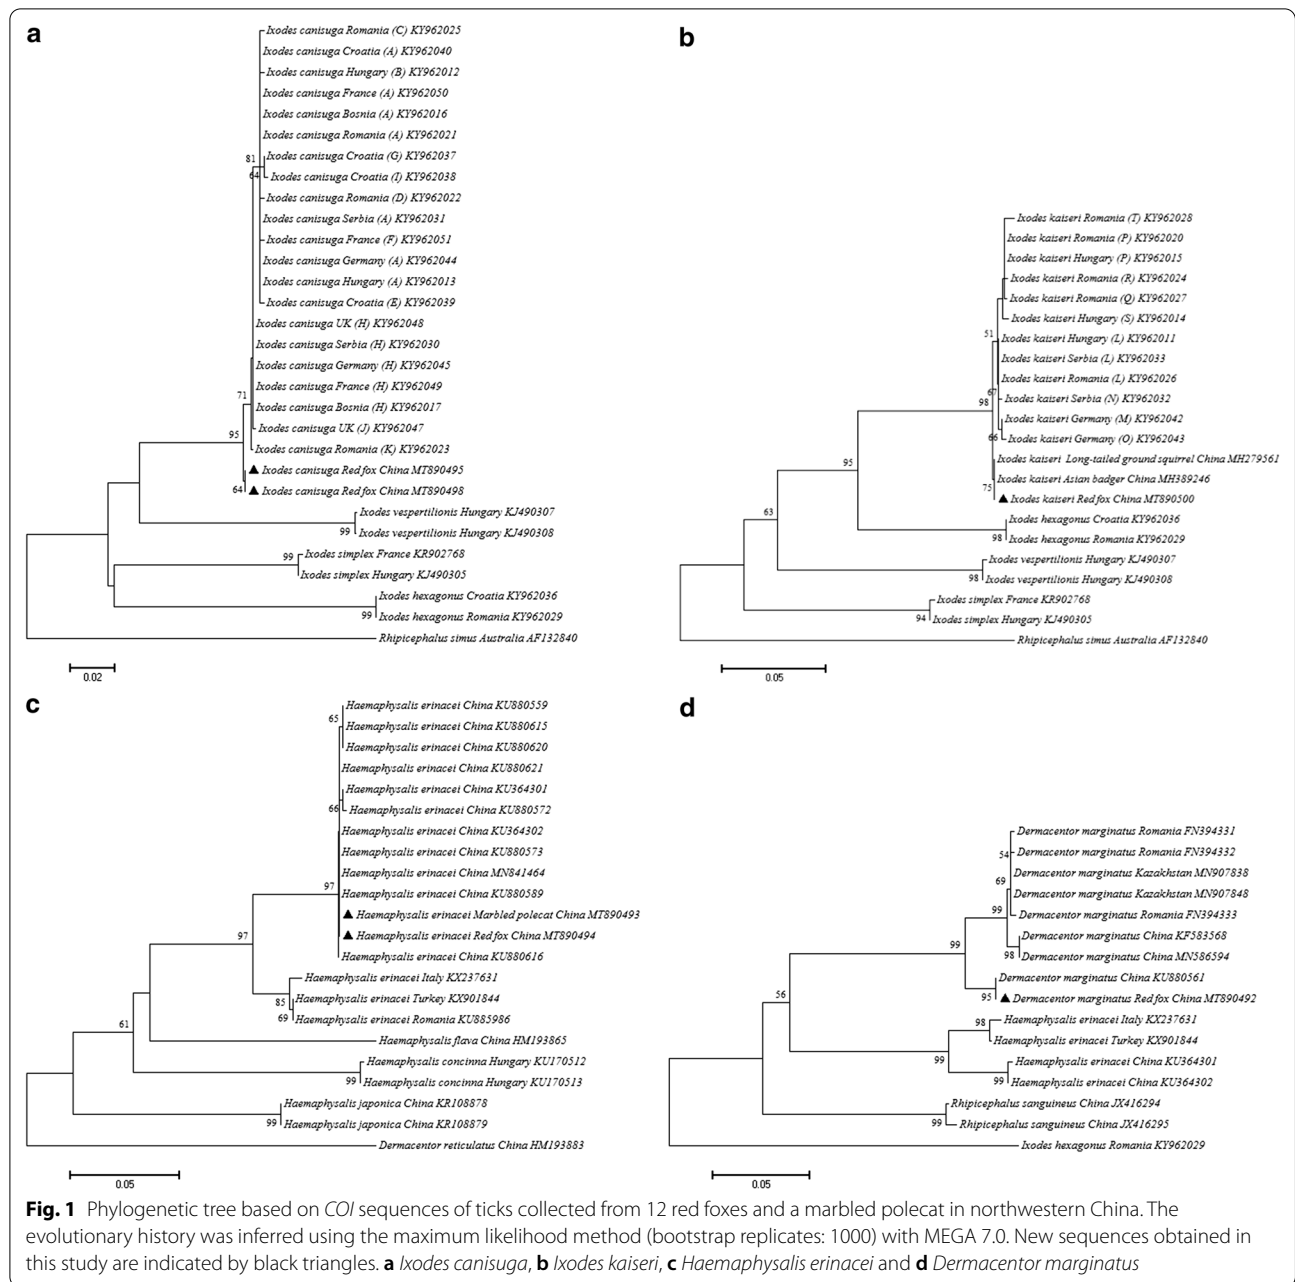 a
Ixodes canisuga Romania (C) KY962025
Ixodes canisuga Croatia (A) KY962040
Ixodes canisuga Hungary (B) KY962012
Ixodes canisuga France (A) KY962050
Ixodes canisuga Bosnia (A) KY962016
Ixodes canisuga Romania (A) KY962021
81
Ixodes canisuga Croatia (G) KY962037
64
Ixodes canisuga Croatia (I) KY962038
Ixodes canisuga Romania (D) KY962022
Ixodes canisuga Serbia (A) KY962031
Ixodes canisuga France (F) KY962051
Ixodes canisuga Germany (A) KY962044
Ixodes canisuga Hungary (A) KY962013
Ixodes canisuga Croatia (E) KY962039
Ixodes canisuga UK (H) KY962048
Ixodes canisuga Serbia (H) KY962030
Ixodes canisuga Germany (H) KY962045
Ixodes canisuga France (H) KY962049
71
Ixodes canisuga Bosnia (H) KY962017
Ixodes canisuga UK (J) KY962047
95
Ixodes canisuga Romania (K) KY962023
▲ Ixodes canisuga Red fox China MT890495
64 ▲ Ixodes canisuga Red fox China MT890498
Ixodes vespertilionis Hungary KJ490307
99 Ixodes vespertilionis Hungary KJ490308
99 Ixodes simplex France KR902768
Ixodes simplex Hungary KJ490305
Ixodes hexagonus Croatia KY962036
99 Ixodes hexagonus Romania KY962029
Rhipicephalus simus Australia AF132840
0.02
b
Ixodes kaiseri Romania (T) KY962028
Ixodes kaiseri Romania (P) KY962020
Ixodes kaiseri Hungary (P) KY962015
Ixodes kaiseri Romania (R) KY962024
Ixodes kaiseri Romania (Q) KY962027
Ixodes kaiseri Hungary (S) KY962014
51 Ixodes kaiseri Hungary (L) KY962011
Ixodes kaiseri Serbia (L) KY962033
Ixodes kaiseri Romania (L) KY962026
67
98 Ixodes kaiseri Serbia (N) KY962032
Ixodes kaiseri Germany (M) KY962042
66 Ixodes kaiseri Germany (O) KY962043
95 Ixodes kaiseri Long-tailed ground squirrel China MH279561
Ixodes kaiseri Asian badger China MH389246
75 ▲ Ixodes kaiseri Red fox China MT890500
63
Ixodes hexagonus Croatia KY962036
98 Ixodes hexagonus Romania KY962029
Ixodes vespertilionis Hungary KJ490307
98 Ixodes vespertilionis Hungary KJ490308
Ixodes simplex France KR902768
94 Ixodes simplex Hungary KJ490305
Rhipicephalus simus Australia AF132840
0.05
c
Haemaphysalis erinacei China KU880559
65
Haemaphysalis erinacei China KU880615
Haemaphysalis erinacei China KU880620
Haemaphysalis erinacei China KU880621
Haemaphysalis erinacei China KU364301
66 Haemaphysalis erinacei China KU880572
Haemaphysalis erinacei China KU364302
Haemaphysalis erinacei China KU880573
Haemaphysalis erinacei China MN841464
97
Haemaphysalis erinacei China KU880589
▲ Haemaphysalis erinacei Marbled polecat China MT890493
97 ▲ Haemaphysalis erinacei Red fox China MT890494
Haemaphysalis erinacei China KU880616
Haemaphysalis erinacei Italy KX237631
85 Haemaphysalis erinacei Turkey KX901844
69 Haemaphysalis erinacei Romania KU885986
61
Haemaphysalis flava China HM193865
Haemaphysalis concinna Hungary KU170512
99 Haemaphysalis concinna Hungary KU170513
Haemaphysalis japonica China KR108878
99 Haemaphysalis japonica China KR108879
Dermacentor reticulatus China HM193883
0.05
d
Dermacentor marginatus Romania FN394331
54 Dermacentor marginatus Romania FN394332
Dermacentor marginatus Kazakhstan MN907838
69
Dermacentor marginatus Kazakhstan MN907848
99 Dermacentor marginatus Romania FN394333
Dermacentor marginatus China KF583568
99
98 Dermacentor marginatus China MN586594
Dermacentor marginatus China KU880561
56
95 ▲ Dermacentor marginatus Red fox China MT890492
98 Haemaphysalis erinacei Italy KX237631
Haemaphysalis erinacei Turkey KX901844
99
Haemaphysalis erinacei China KU364301
99 Haemaphysalis erinacei China KU364302
Rhipicephalus sanguineus China JX416294
99 Rhipicephalus sanguineus China JX416295
Ixodes hexagonus Romania KY962029
0.05
Fig. 1 Phylogenetic tree based on COI sequences of ticks collected from 12 red foxes and a marbled polecat in northwestern China. The
evolutionary history was inferred using the maximum likelihood method (bootstrap replicates: 1000) with MEGA 7.0. New sequences obtained in
this study are indicated by black triangles. a Ixodes canisuga, b Ixodes kaiseri, c Haemaphysalis erinacei and d Dermacentor marginatus